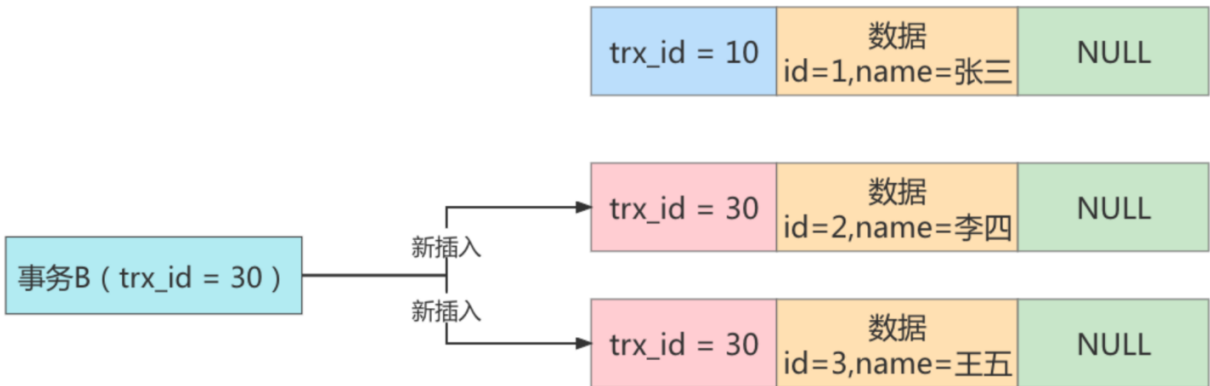 trx_id = 10
数据
id=1,name=张三
NULL
trx_id = 30
数据
id=2,name=李四
NULL
新插入
事务B（trx_id = 30）
新插入
trx_id = 30
数据
id=3,name=王五
NULL